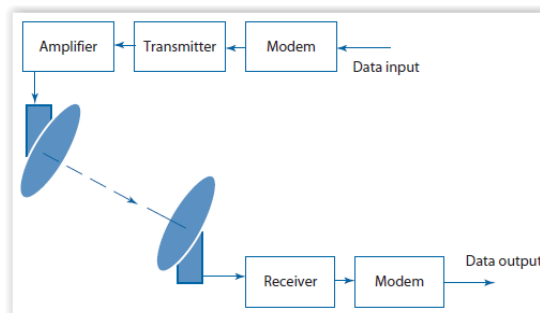 Amplifier
Transmitter
Modem
Data input
Receiver
Modem
Data output